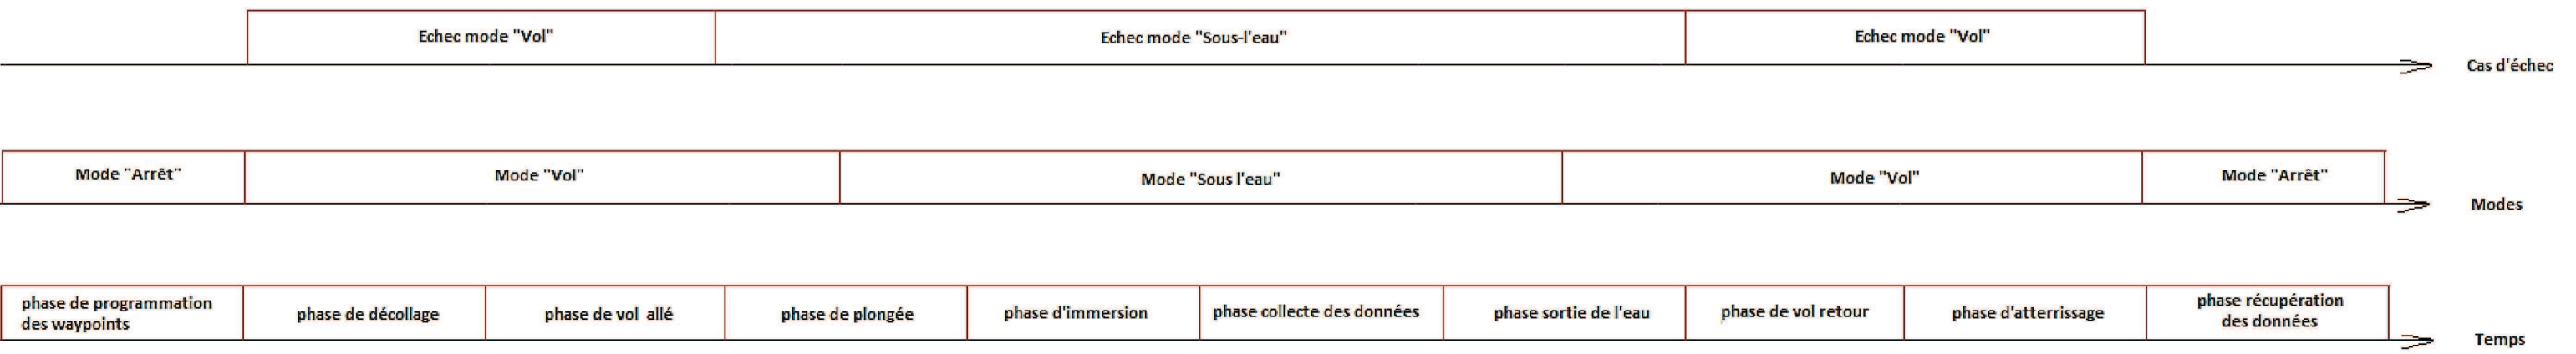 Echec mode "Vol"
Echec mode "Sous-l'eau"
Echec mode "Vol"
Cas d'échec
Mode "Arrêt"
Mode "Vol"
Mode "Sous l'eau"
Mode "Vol"
Mode "Arrêt"
Modes
phase de programmation
des waypoints
phase de décollage
phase de vol allé
phase de plongée
phase d'immersion
phase collecte des données
phase sortie de l'eau
phase de vol retour
phase d'atterrissage
phase récupération
des données
Temps